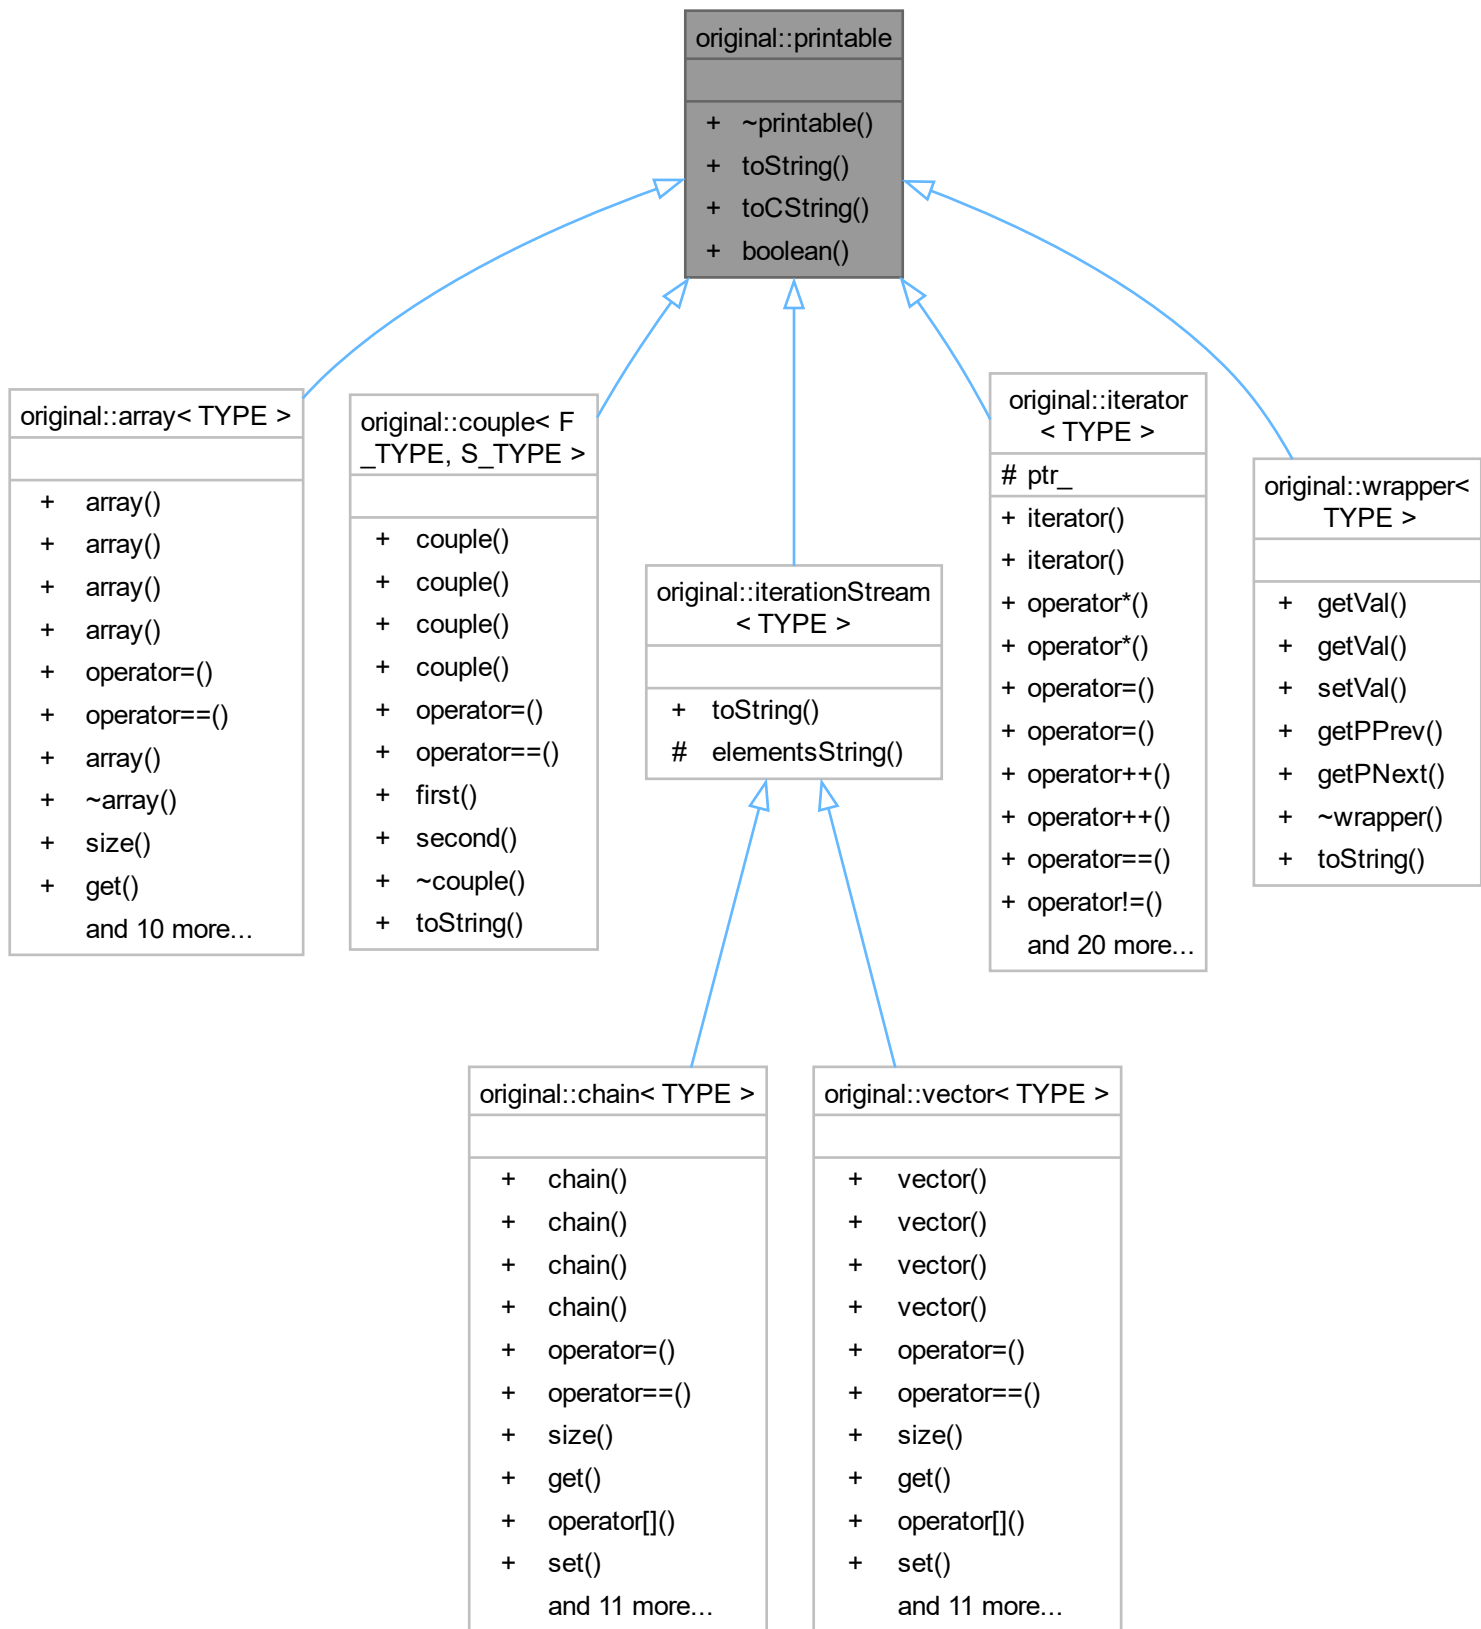 original::printable
+ ~printable()
+ toString()
+ toCString()
+ boolean()
original::array< TYPE >
+ array()
+ array()
+ array()
+ array()
+ operator=()
+ operator==()
+ array()
+ ~array()
+ size()
+ get()
and 10 more...
original::couple< F
_TYPE, S_TYPE >
+ couple()
+ couple()
+ couple()
+ couple()
+ operator=()
+ operator==()
+ first()
+ second()
+ ~couple()
+ toString()
original::iterationStream
< TYPE >
+ toString()
# elementsString()
original::iterator
< TYPE >
# ptr_
+ iterator()
+ iterator()
+ operator*()
+ operator*()
+ operator=()
+ operator=()
+ operator++()
+ operator++()
+ operator==()
+ operator!=()
and 20 more...
original::wrapper<
TYPE >
+ getVal()
+ getVal()
+ setVal()
+ getPPrev()
+ getPNext()
+ ~wrapper()
+ toString()
original::chain< TYPE >
+ chain()
+ chain()
+ chain()
+ chain()
+ operator=()
+ operator==()
+ size()
+ get()
+ operator[]()
+ set()
and 11 more...
original::vector< TYPE >
+ vector()
+ vector()
+ vector()
+ vector()
+ operator=()
+ operator==()
+ size()
+ get()
+ operator[]()
+ set()
and 11 more...